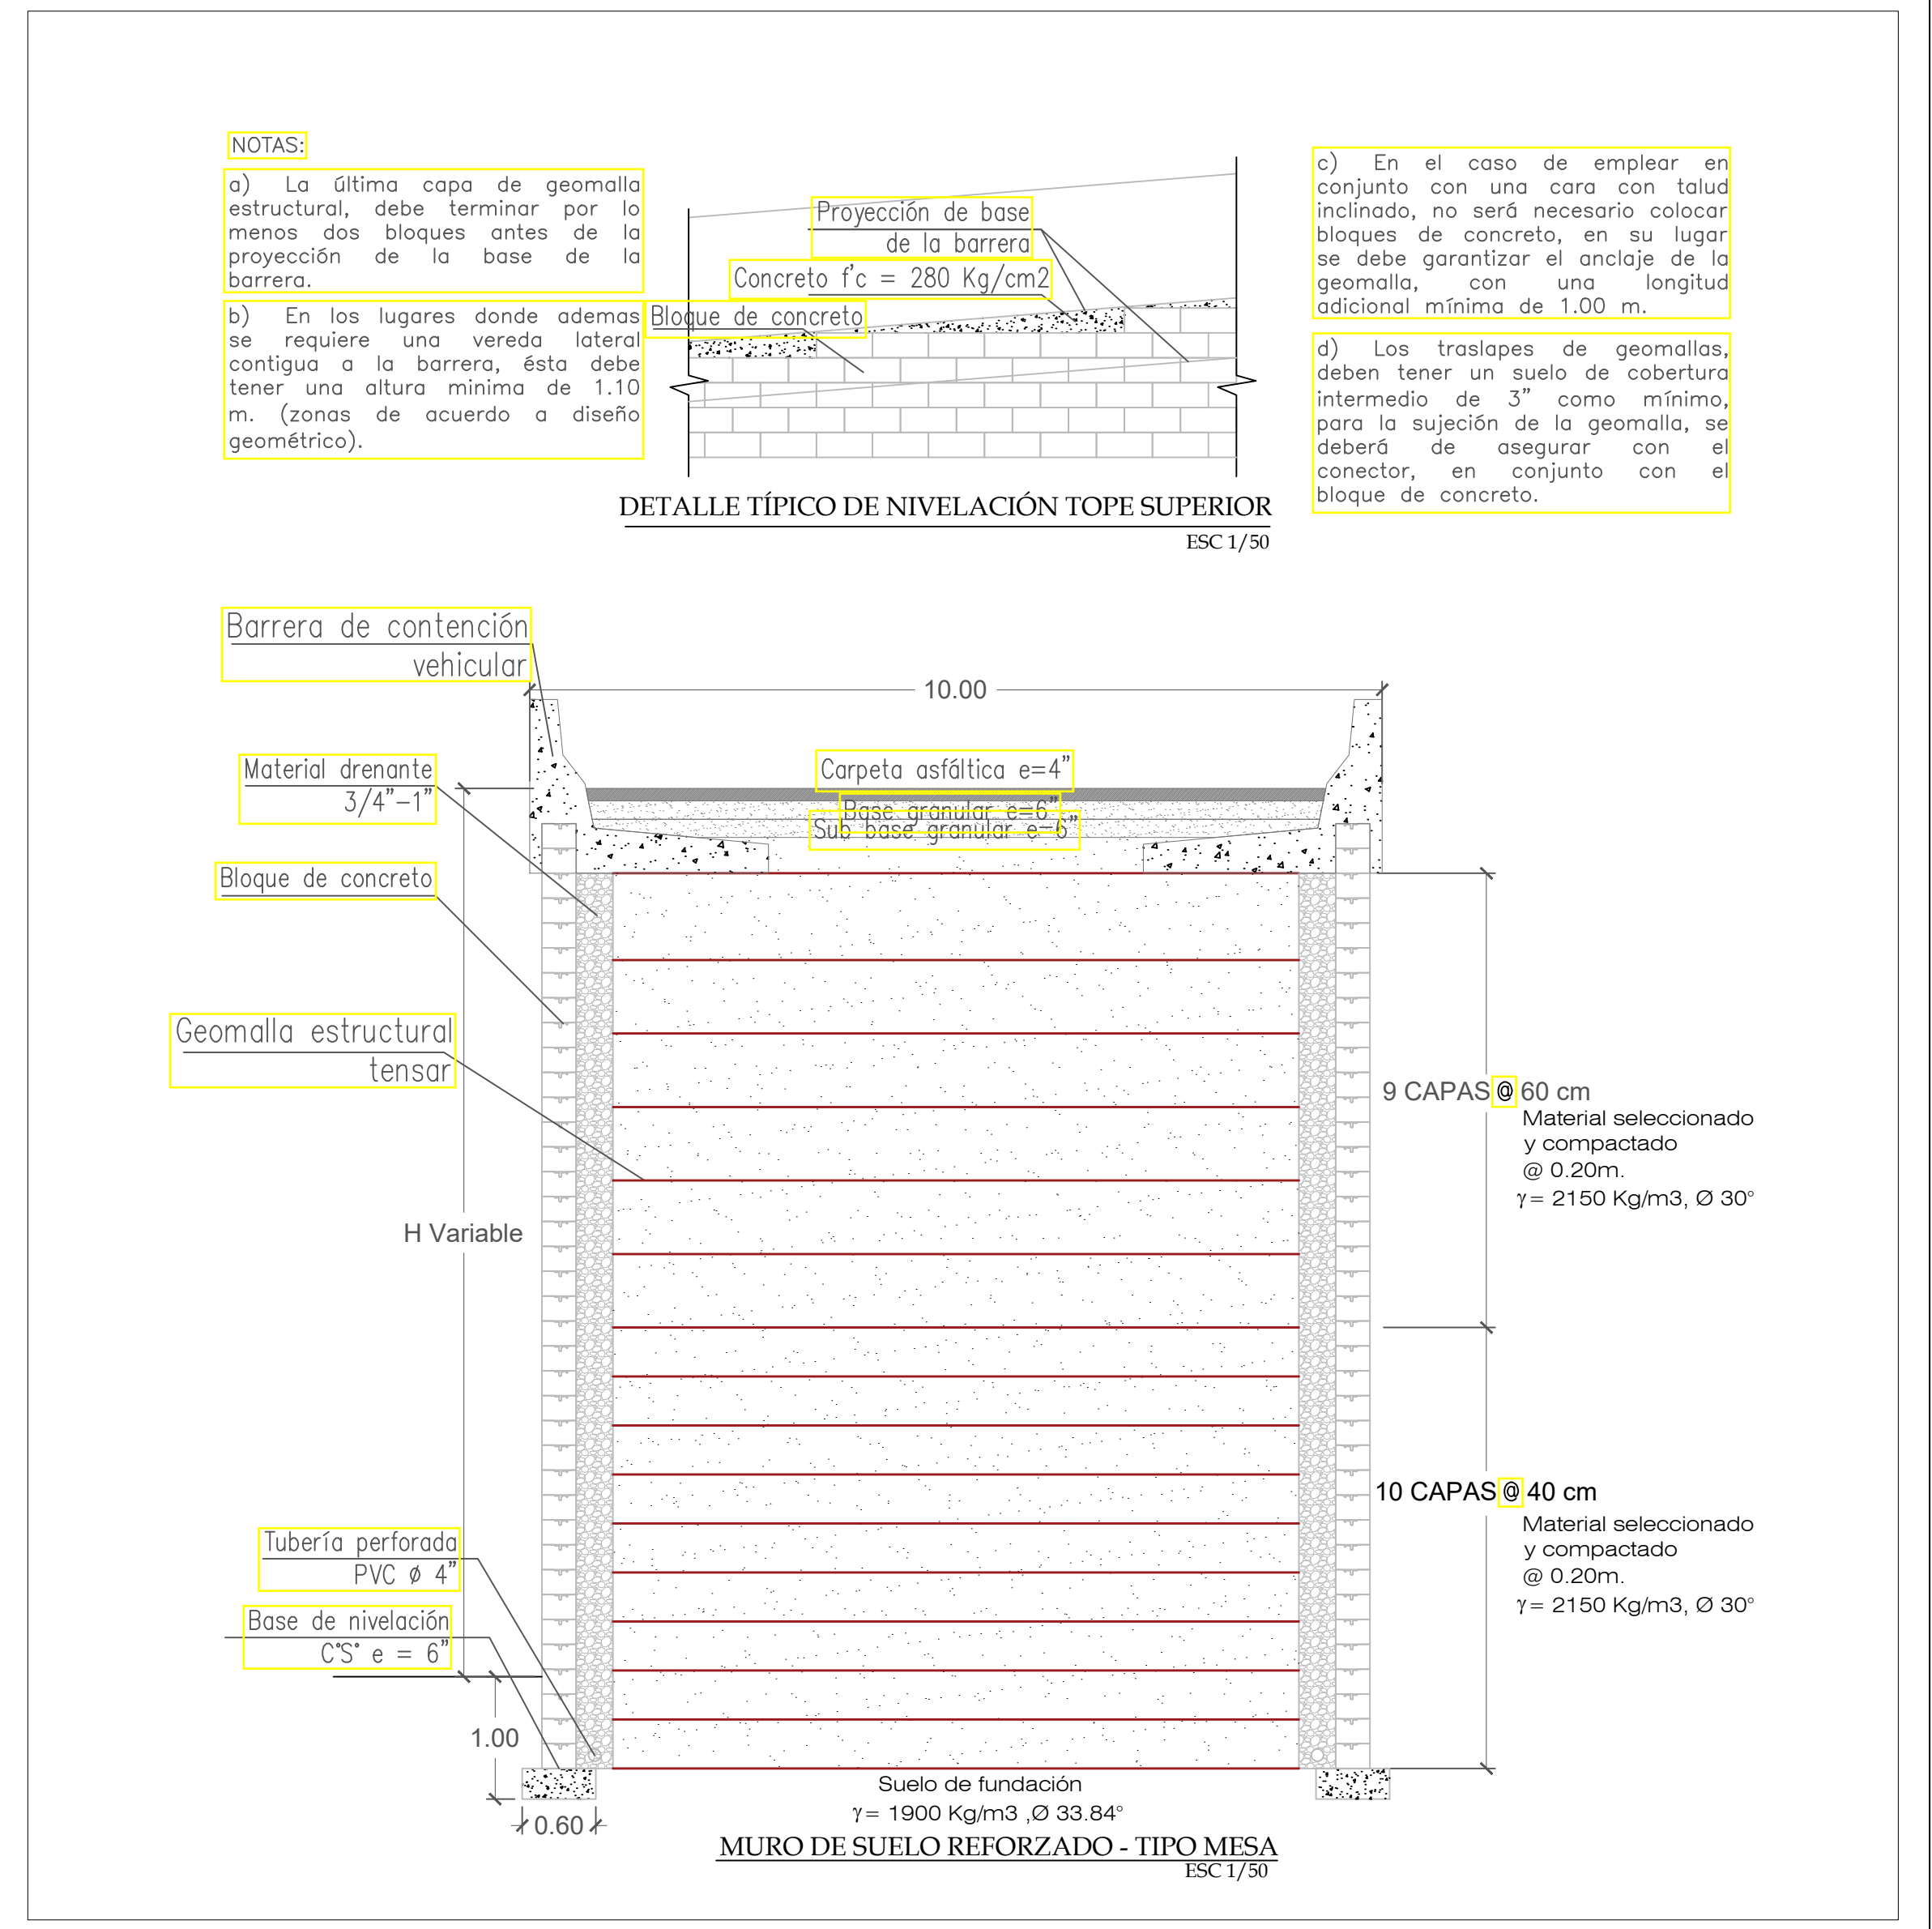 NOTAS:
a) La última capa de geomalla
estructural, debe terminar por lo
menos dos bloques antes de la
proyección de la base de la
barrera.
b) En los lugares donde ademas
se requiere una vereda lateral
contigua a la barrera, ésta debe
tener una altura minima de 1.10
m. (zonas de acuerdo a diseño
geométrico).
Proyección de base
de la barrera
Concreto f'c = 280 Kg/cm2
Bloque de concreto
c) En el caso de emplear en
conjunto con una cara con talud
inclinado, no será necesario colocar
bloques de concreto, en su lugar
se debe garantizar el anclaje de la
geomalla, con una longitud
adicional mínima de 1.00 m.
d) Los traslapes de geomallas,
deben tener un suelo de cobertura
intermedio de 3" como mínimo,
para la sujeción de la geomalla, se
deberá de asegurar con el
conector, en conjunto con el
bloque de concreto.
DETALLE TÍPICO DE NIVELACIÓN TOPE SUPERIOR
ESC 1/50
Barrera de contención
vehicular
10.00
Material drenante
3/4"-1"
Carpeta asfáltica e=4"
Base granular e=6"
Sub base granular e=6"
Bloque de concreto
Geomalla estructural
tensar
9 CAPAS @ 60 cm
Material seleccionado
y compactado
@ 0.20m.
γ= 2150 Kg/m3, Ø 30°
H Variable
10 CAPAS @ 40 cm
Material seleccionado
y compactado
@ 0.20m.
γ= 2150 Kg/m3, Ø 30°
Tubería perforada
PVC ø 4"
Base de nivelación
C°S° e = 6"
1.00
0.60
Suelo de fundación
γ= 1900 Kg/m3 ,Ø 33.84°
MURO DE SUELO REFORZADO - TIPO MESA
ESC 1/50